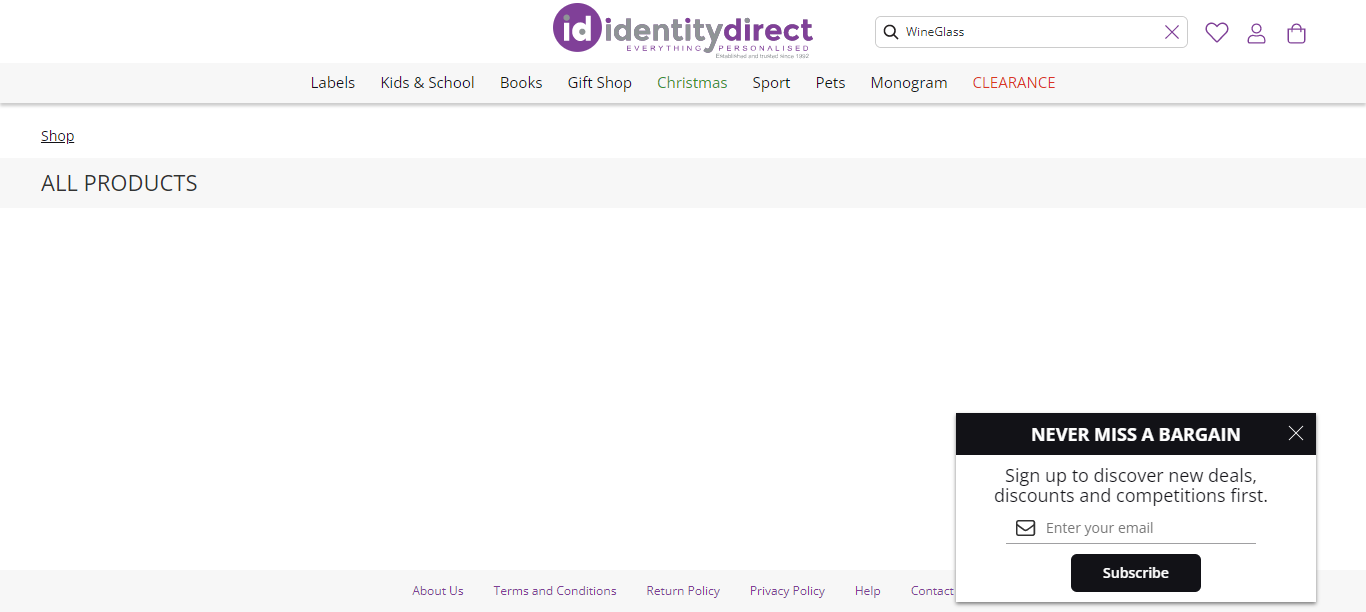 ididentitydirect
EVERYTHING PERSONALISED
Established and trusted since 1992
WineGlass
Labels Kids & School Books Gift Shop Christmas Sport Pets Monogram CLEARANCE
Shop
ALL PRODUCTS
NEVER MISS A BARGAIN
Sign up to discover new deals,
discounts and competitions first.
Enter your email
Subscribe
About Us Terms and Conditions Return Policy Privacy Policy Help Contact